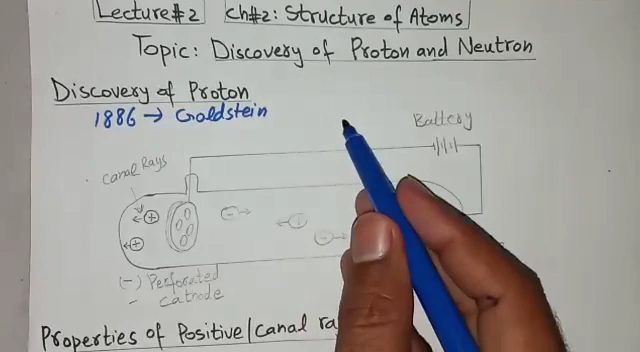 Lecture#2 Ch#2: Structure of Atoms
Topic: Discovery of Proton and Neutron
Discovery of Proton
1886 → Goldstein
Battery
Canal Rays
(-) Perforated
Cathode
Properties of Positive/Canal ra